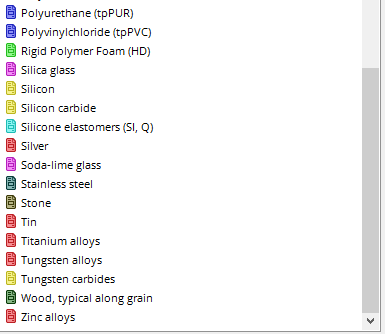 Polyurethane (tpPUR)
Polyvinylchloride (tpPVC)
Rigid Polymer Foam (HD)
Silica glass
Silicon
Silicon carbide
Silicone elastomers (SI, Q)
Silver
Soda-lime glass
Stainless steel
Stone
Tin
Titanium alloys
Tungsten alloys
Tungsten carbides
Wood, typical along grain
Zinc alloys